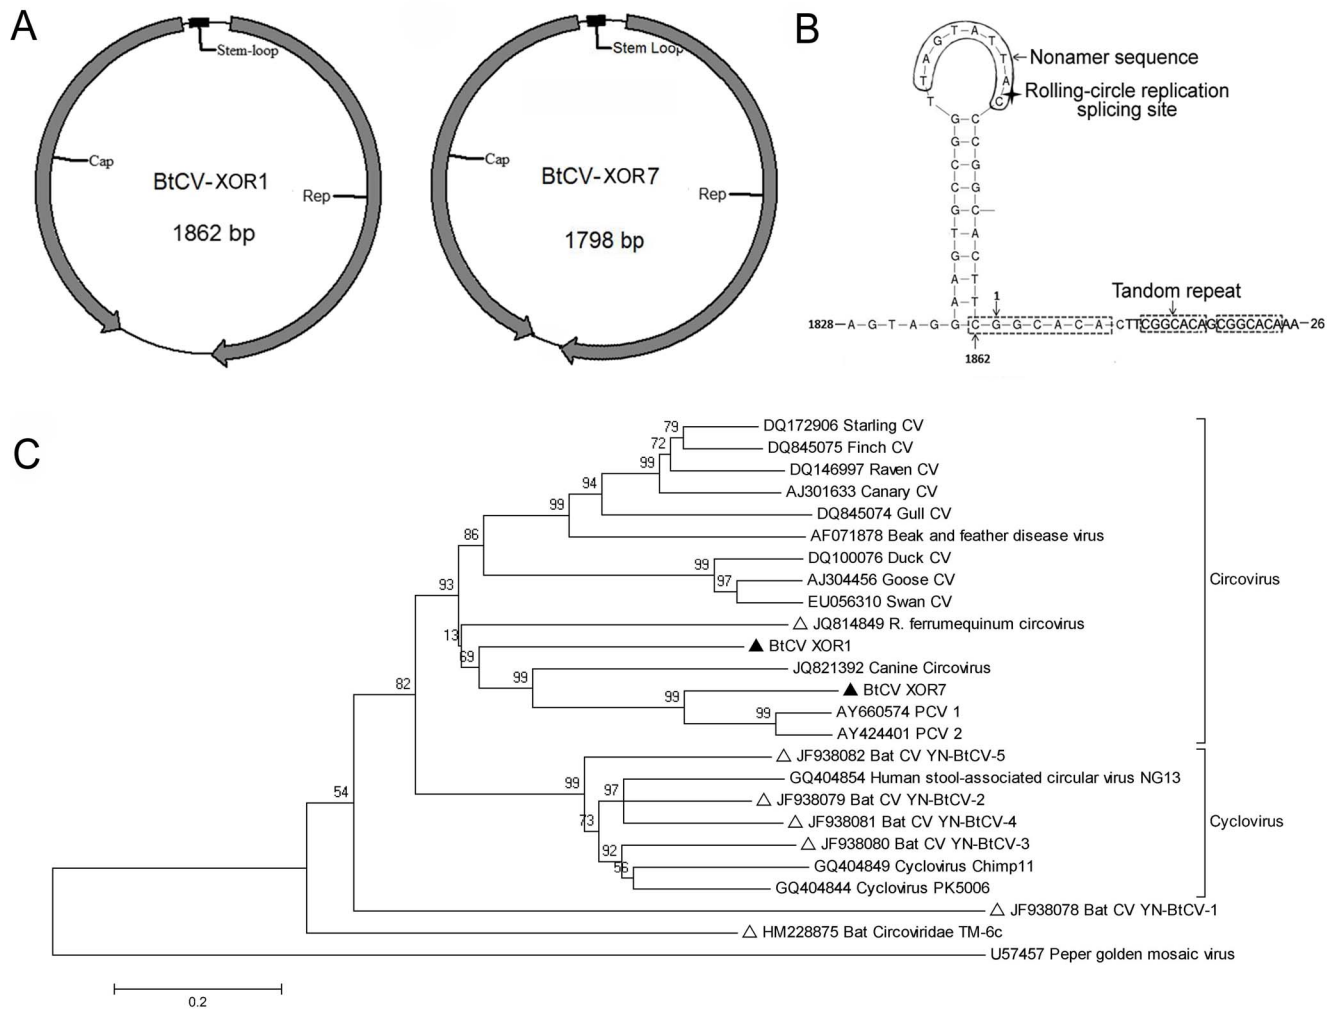 A
Stem-loop
Cap
BtCV-XOR1
Rep
1862 bp
Stem Loop
Cap
BtCV-XOR7
Rep
1798 bp
B
T A G T A T T A C
Nonamer sequence
Rolling-circle replication
splicing site
T
G-C
G-C
C-G
C-G
G-C
T-A
G-C
A-T
A-T
1
Tandom repeat
1828-A-G-T-A-G-G-C-G-G-C-A-C-A-CTTCGGCACAGCGGCACAAA-26
1862
C
79
DQ172906 Starling CV
72
DQ845075 Finch CV
99
DQ146997 Raven CV
94
AJ301633 Canary CV
99
DQ845074 Gull CV
86
AF071878 Beak and feather disease virus
99
DQ100076 Duck CV
93
97
AJ304456 Goose CV
Circovirus
EU056310 Swan CV
13
JQ814849 R. ferrumequinum circovirus
69
BtCV XOR1
82
99
JQ821392 Canine Circovirus
99
BtCV XOR7
99
AY660574 PCV 1
AY424401 PCV 2
JF938082 Bat CV YN-BtCV-5
54
99
97
GQ404854 Human stool-associated circular virus NG13
JF938079 Bat CV YN-BtCV-2
73
JF938081 Bat CV YN-BtCV-4
Cyclovirus
92
JF938080 Bat CV YN-BtCV-3
56
GQ404849 Cyclovirus Chimp11
GQ404844 Cyclovirus PK5006
JF938078 Bat CV YN-BtCV-1
HM228875 Bat Circoviridae TM-6c
U57457 Peper golden mosaic virus
0.2